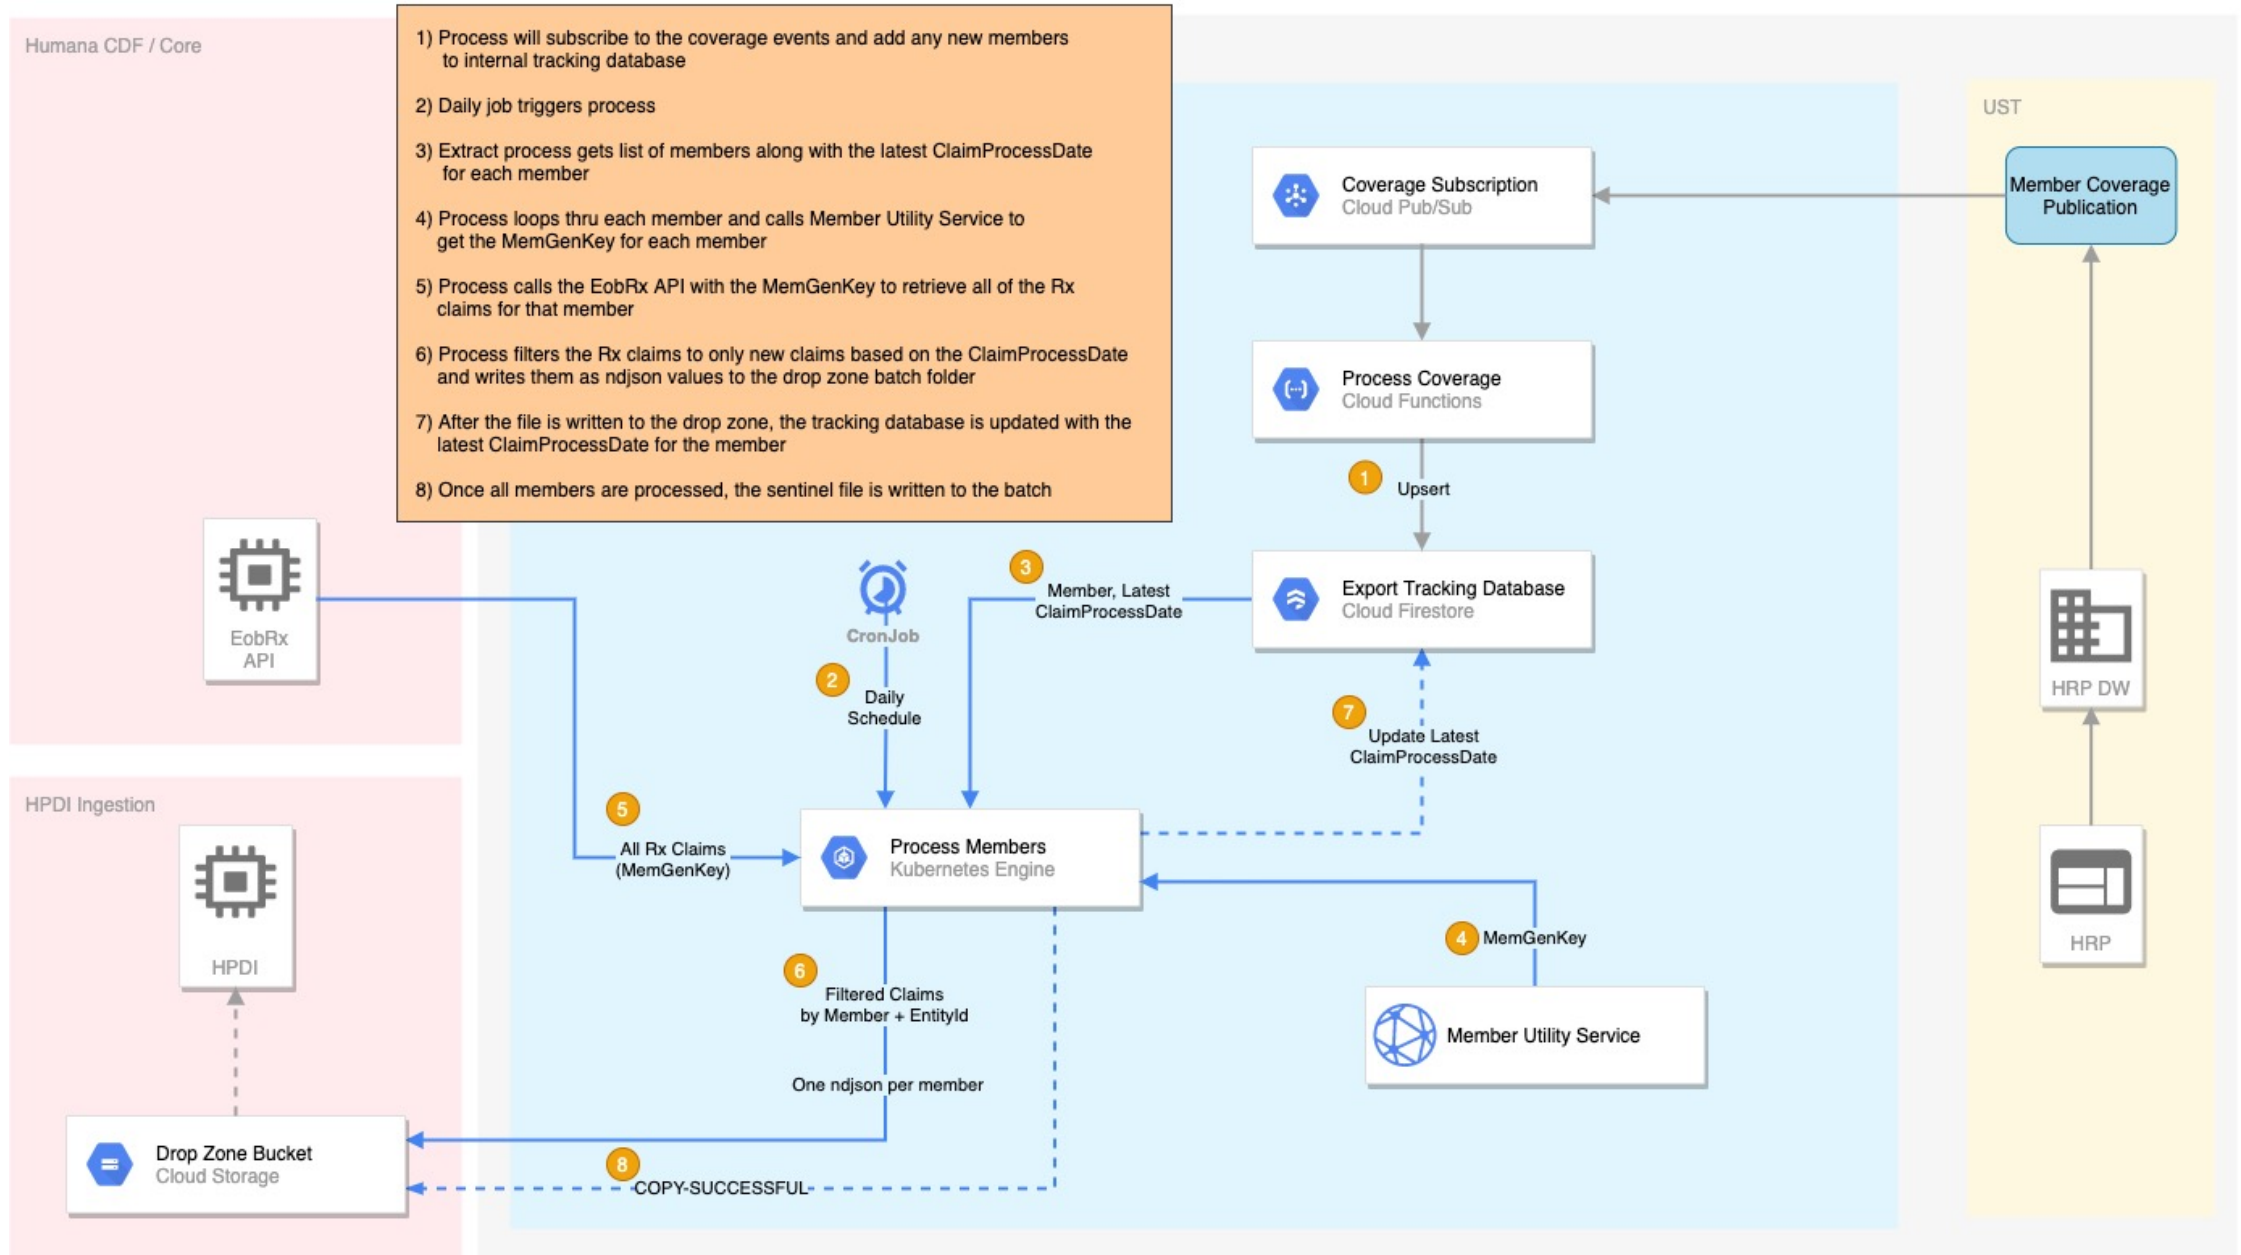 Humana CDF / Core
1) Process will subscribe to the coverage events and add any new members
to internal tracking database
2) Daily job triggers process
3) Extract process gets list of members along with the latest ClaimProcessDate
for each member
4) Process loops thru each member and calls Member Utility Service to
get the MemGenKey for each member
5) Process calls the EobRx API with the MemGenKey to retrieve all of the Rx
claims for that member
6) Process filters the Rx claims to only new claims based on the ClaimProcessDate
and writes them as ndjson values to the drop zone batch folder
7) After the file is written to the drop zone, the tracking database is updated with the
latest ClaimProcessDate for the member
8) Once all members are processed, the sentinel file is written to the batch
UST
Member Coverage
Publication
Coverage Subscription
Cloud Pub/Sub
Process Coverage
Cloud Functions
1
Upsert
Export Tracking Database
Cloud Firestore
3
Member, Latest
ClaimProcessDate
CronJob
2
Daily
Schedule
EobRx
API
HRP DW
7
Update Latest
ClaimProcessDate
HPDI Ingestion
5
All Rx Claims
(MemGenKey)
Process Members
Kubernetes Engine
HRP
4
MemGenKey
HPDI
6
Filtered Claims
by Member + EntityId
Member Utility Service
One ndjson per member
Drop Zone Bucket
Cloud Storage
8
COPY-SUCCESSFUL